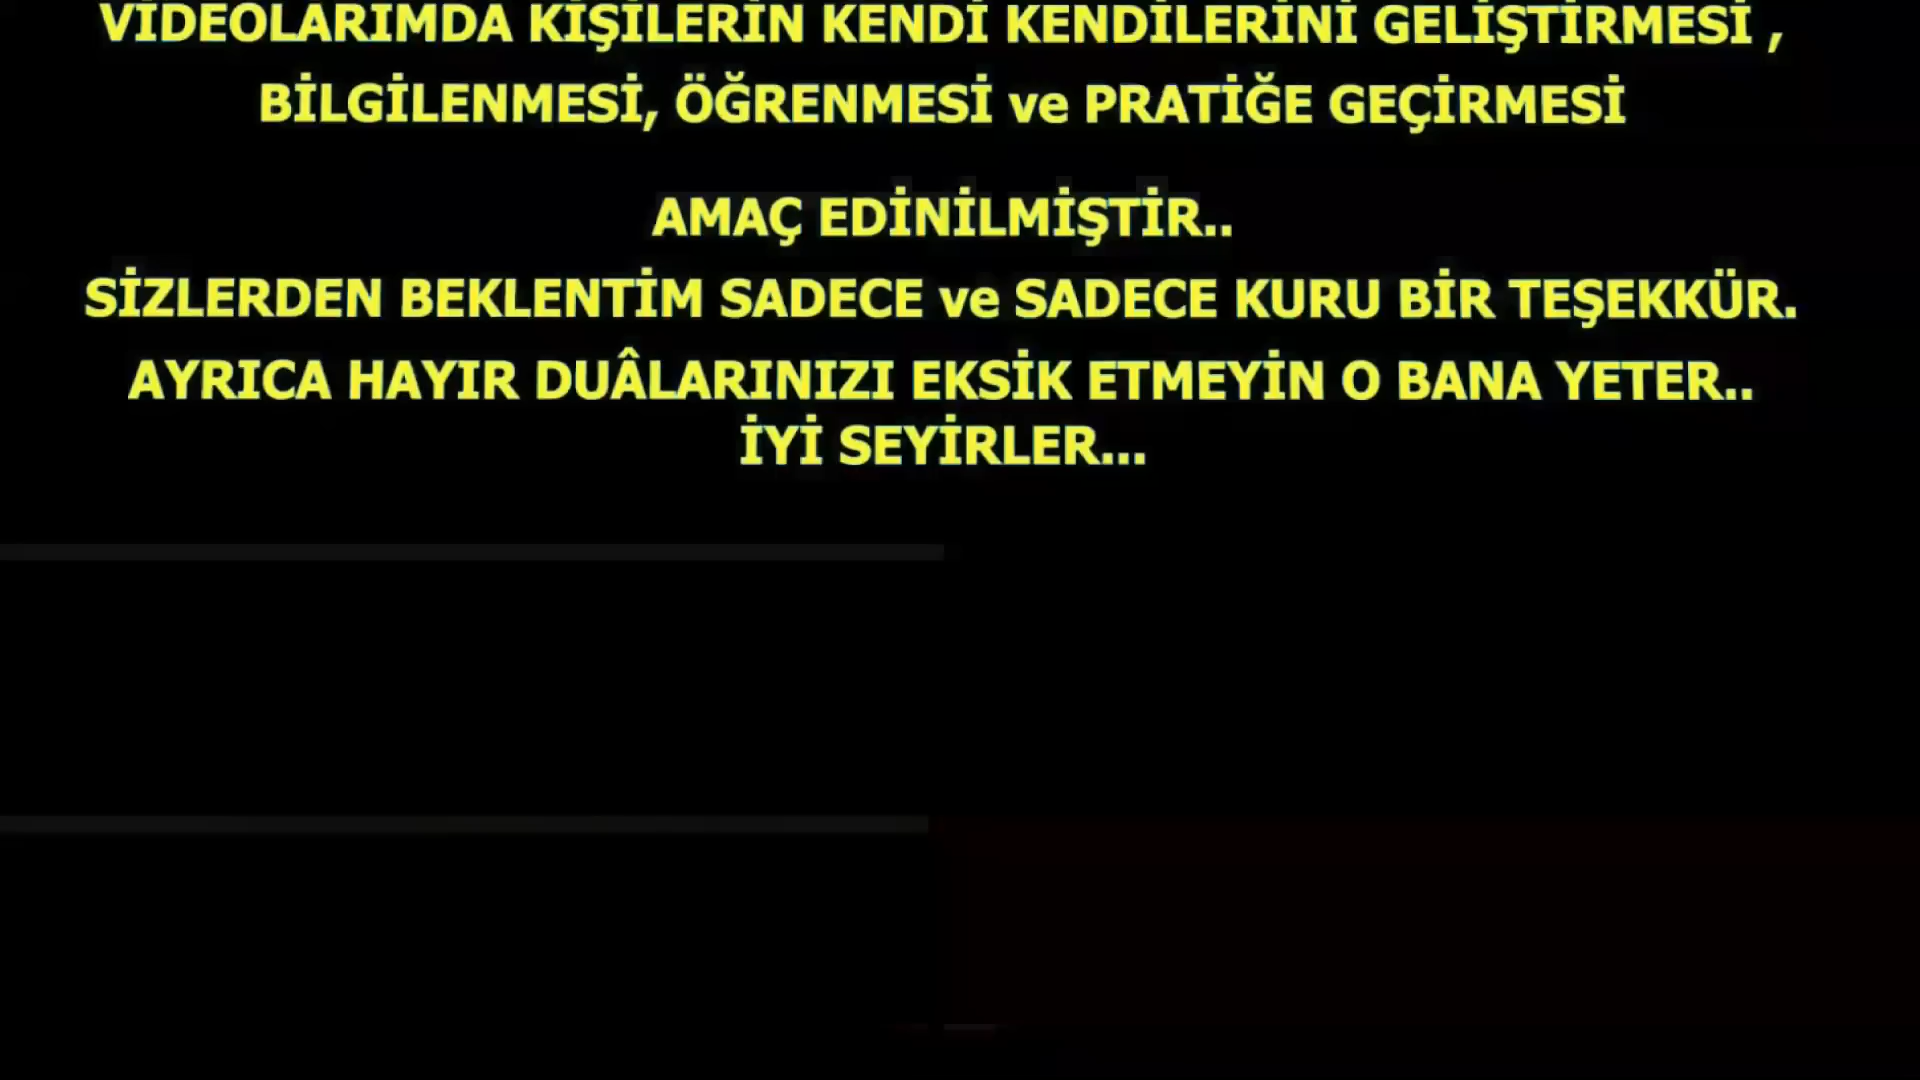 VİDEOLARIMDA KİŞİLERİN KENDİ KENDİLERİNİ GELİŞTİRMESİ ,
BİLGİLENMESİ, ÖĞRENMESİ ve PRATİĞE GEÇİRMESİ
AMAÇ EDİNİLMİŞTİR..
SİZLERDEN BEKLENTİM SADECE ve SADECE KURU BİR TEŞEKKÜR.
AYRICA HAYIR DUÂLARINIZI EKSİK ETMEYİN O BANA YETER..
İYİ SEYİRLER...